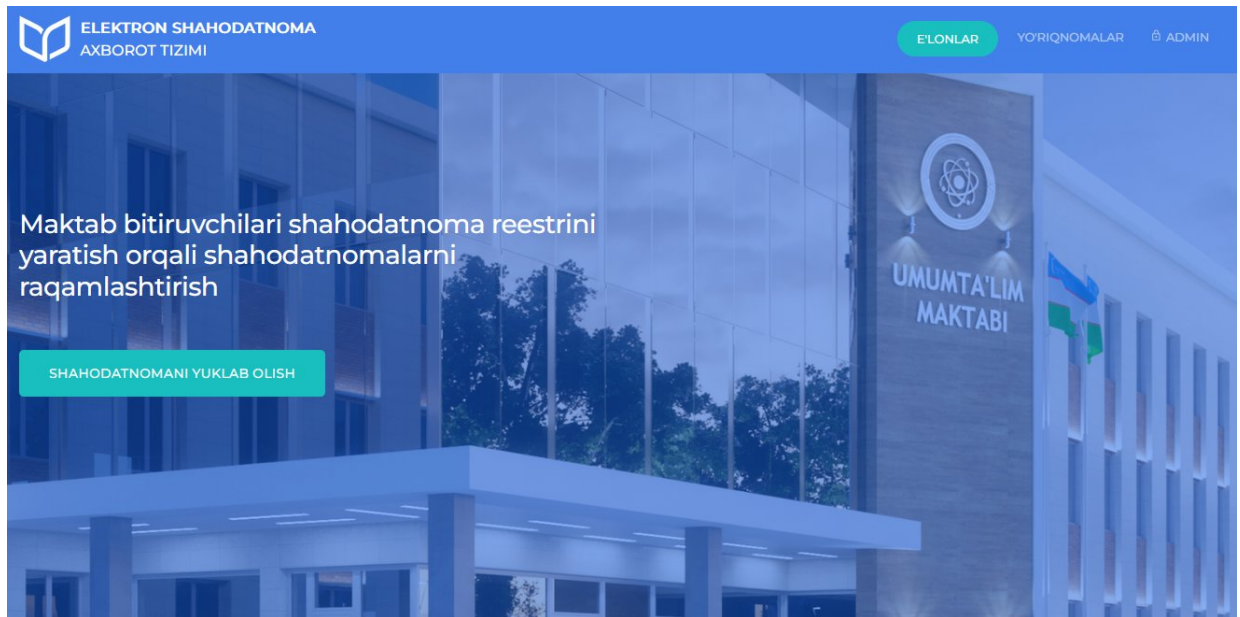 ELEKTRON SHAHODATNOMA
AXBOROT TIZIMI
E'LONLAR
YO'RIQNOMALAR
ADMIN
Maktab bitiruvchilari shahodatnoma reestrini
yaratish orqali shahodatnomalarni
raqamlashtirish
SHAHODATNOMANI YUKLAB OLISH
UMUMTA'LIM
MAKTABI